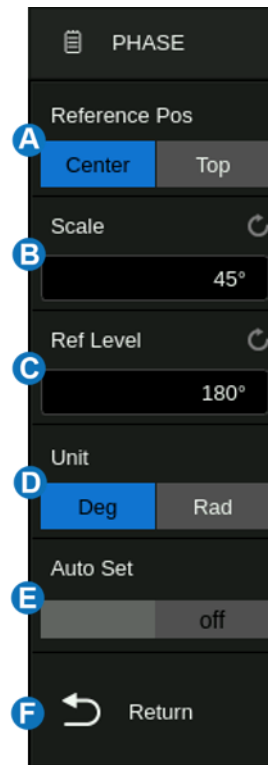 PHASE
Reference Pos
A
Center Top
Scale
B
45°
Ref Level
C
180°
Unit
D
Deg Rad
Auto Set
E
off
F Return